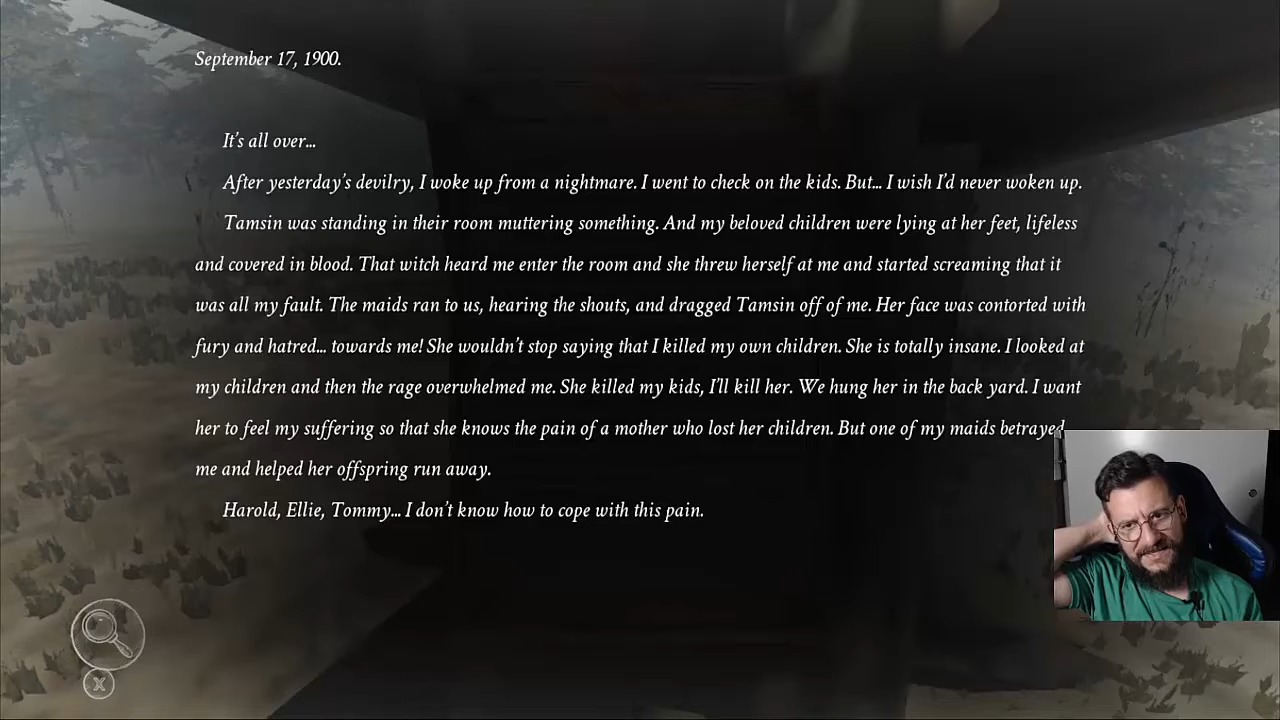 September 17, 1900.
It's all over...
After yesterday's devilry, I woke up from a nightmare. I went to check on the kids. But... I wish I'd never woken up.
Tamsin was standing in their room muttering something. And my beloved children were lying at her feet, lifeless
and covered in blood. That witch heard me enter the room and she threw herself at me and started screaming that it
was all my fault. The maids ran to us, hearing the shouts, and dragged Tamsin off of me. Her face was contorted with
fury and hatred... towards me! She wouldn't stop saying that I killed my own children. She is totally insane. I looked at
my children and then the rage overwhelmed me. She killed my kids, I'll kill her. We hung her in the back yard. I want
her to feel my suffering so that she knows the pain of a mother who lost her children. But one of my maids betrayed
me and helped her offspring run away.
Harold, Ellie, Tommy... I don't know how to cope with this pain.
X